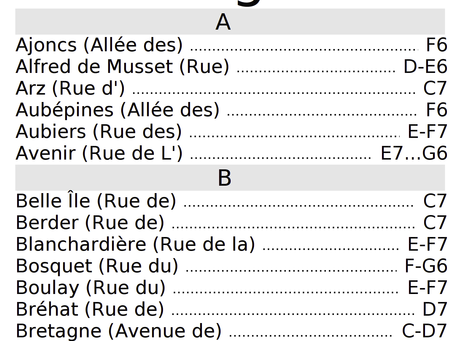 A
Ajoncs (Allée des) ........................................ F6
Alfred de Musset (Rue) ........................................ D-E6
Arz (Rue d') ........................................ C7
Aubépines (Allée des) ........................................ F6
Aubiers (Rue des) ........................................ E-F7
Avenir (Rue de L') ........................................ E7...G6
B
Belle Île (Rue de) ........................................ C7
Berder (Rue de) ........................................ C7
Blanchardière (Rue de la) ........................................ E-F7
Bosquet (Rue du) ........................................ F-G6
Boulay (Rue du) ........................................ E-F7
Bréhat (Rue de) ........................................ D7
Bretagne (Avenue de) ........................................ C-D7